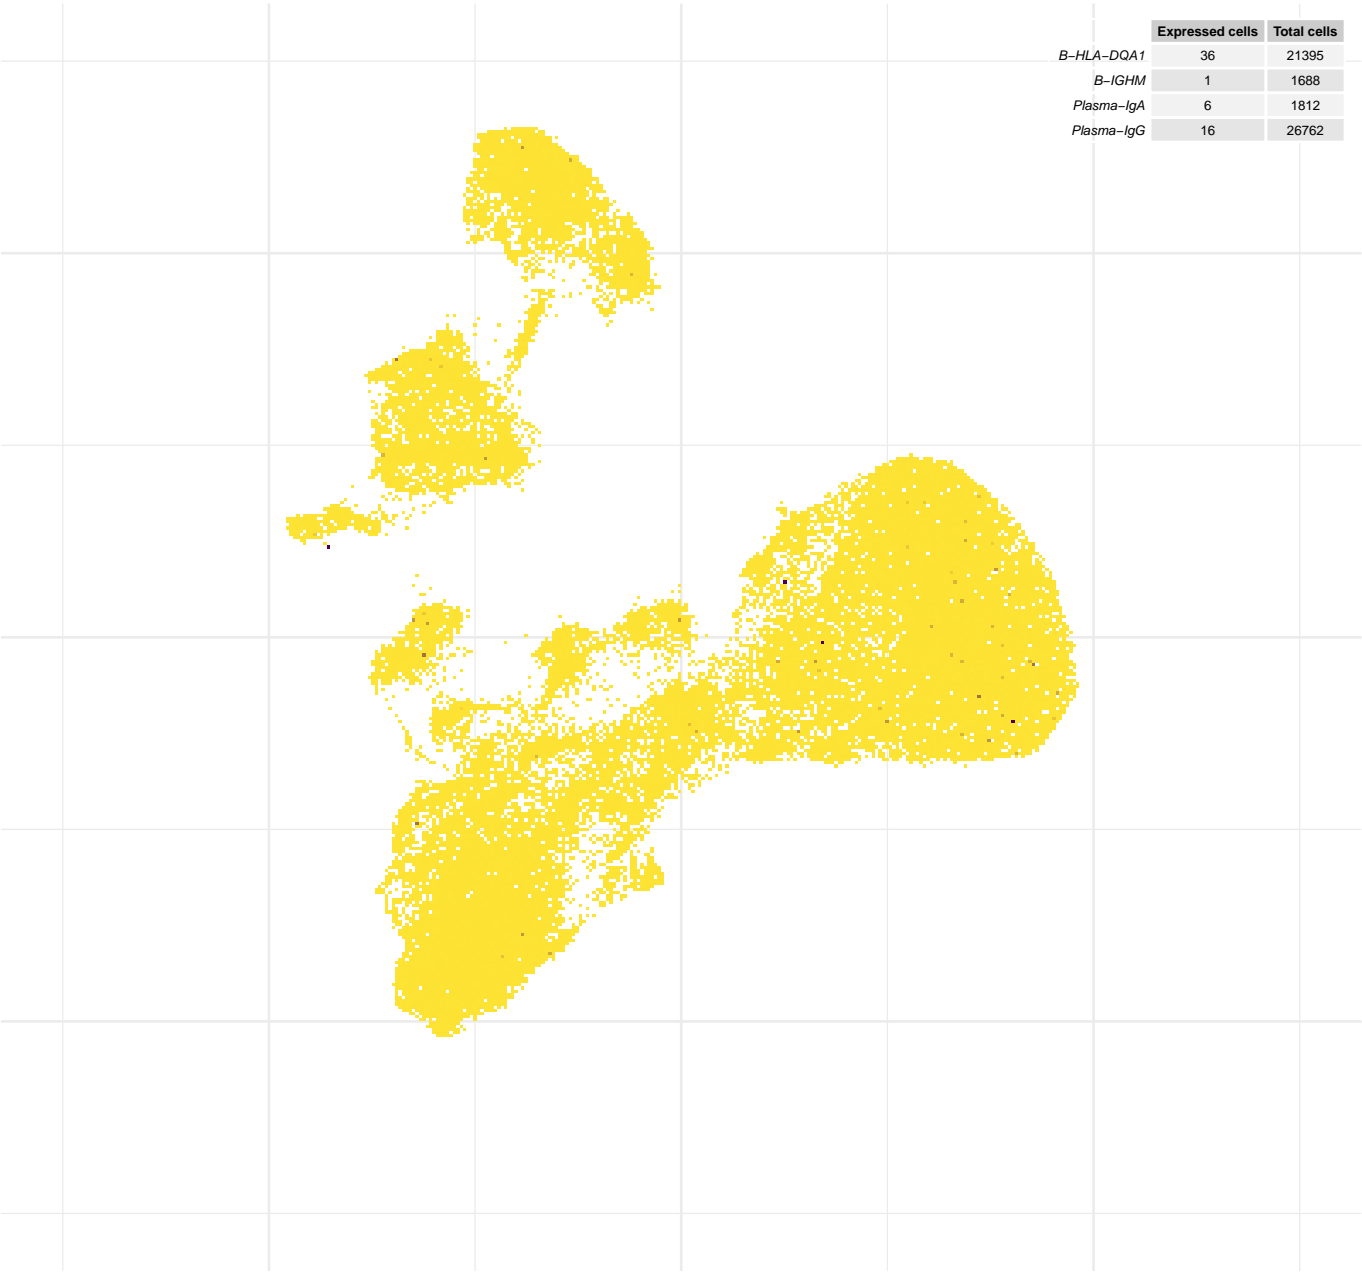 Expressed cells Total cells
B−HLA−DQA1 36 21395
B−IGHM 1 1688
Plasma−IgA 6 1812
Plasma−IgG 16 26762